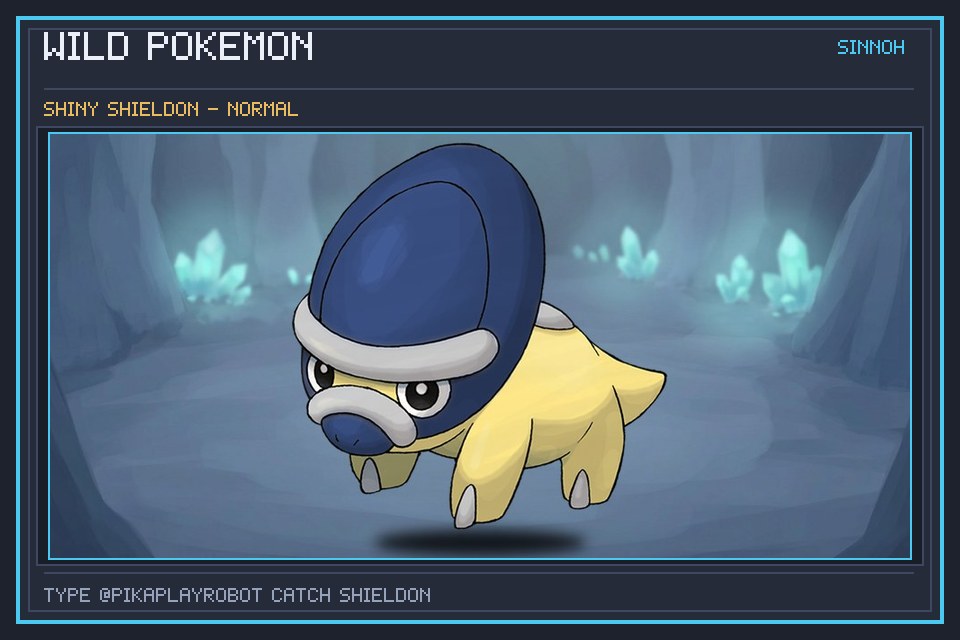 WILD POKEMON
SINNOH
SHINY SHIELDON - NORMAL
TYPE @PIKAPLAYROBOT CATCH SHIELDON